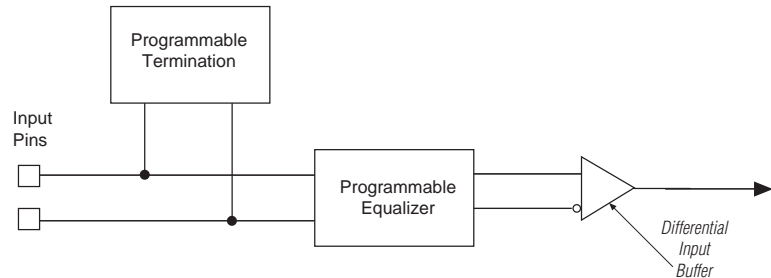 Programmable
Termination
Input
Pins
Programmable
Equalizer
Differential
Input
Buffer